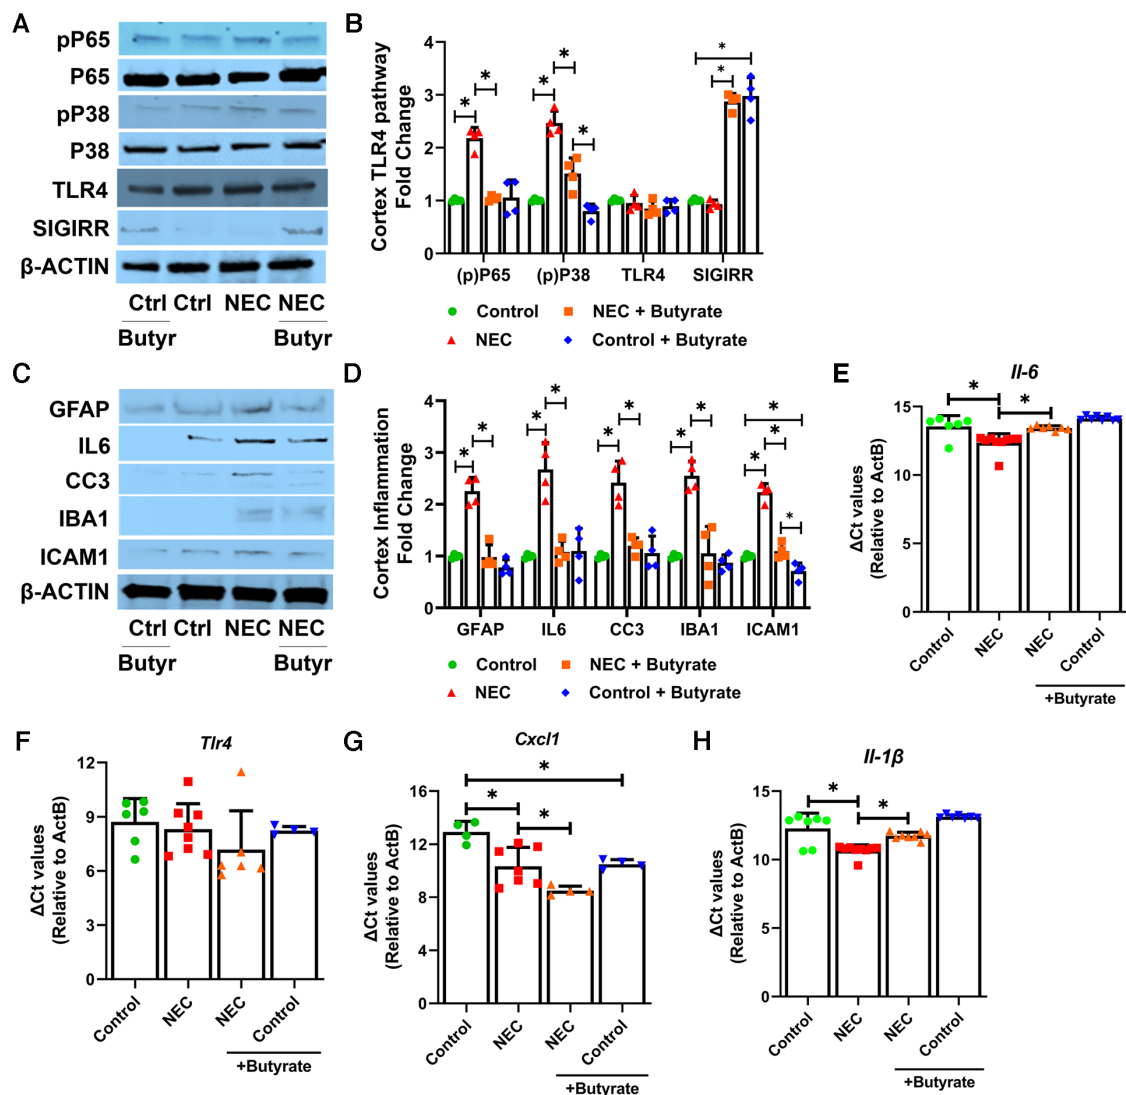 A
pP65
P65
pP38
P38
TLR4
SIGIRR
β-ACTIN
Ctrl Ctrl NEC NEC
Butyr Butyr
B
Cortex TLR4 pathway
Fold Change
4
3
2
1
0
* * * * * * *
(p)P65 (p)P38 TLR4 SIGIRR
Control NEC + Butyrate
NEC Control + Butyrate
C
GFAP
IL6
CC3
IBA1
ICAM1
β-ACTIN
Ctrl Ctrl NEC NEC
Butyr Butyr
D
Cortex Inflammation
Fold Change
4
3
2
1
0
* * * * * * * * * * * *
GFAP IL6 CC3 IBA1 ICAM1
Control NEC + Butyrate
NEC Control + Butyrate
E
Il-6
ΔCt values
(Relative to ActB)
15
10
5
0
* *
Control NEC NEC Control
+Butyrate
F
Tlr4
ΔCt values
(Relative to ActB)
12
9
6
3
0
Control NEC NEC Control
+Butyrate
G
Cxcl1
ΔCt values
(Relative to ActB)
16
12
8
4
0
* * *
Control NEC NEC Control
+Butyrate
H
Il-1β
ΔCt values
(Relative to ActB)
15
10
5
0
* *
Control NEC NEC Control
+Butyrate